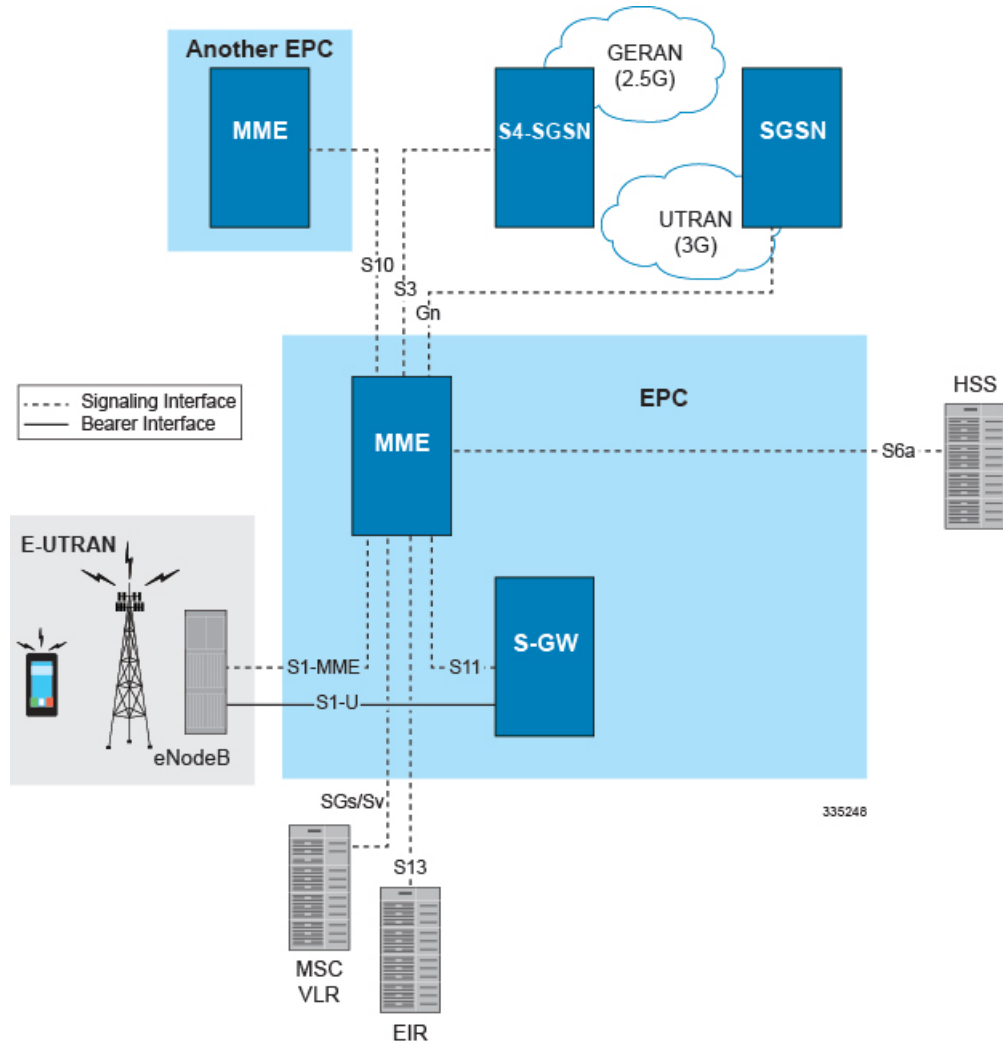 Another EPC
MME
GERAN
(2.5G)
S4-SGSN
SGSN
UTRAN
(3G)
S10
S3
Gn
Signaling Interface
Bearer Interface
EPC
HSS
MME
S6a
E-UTRAN
S-GW
S1-MME
S11
S1-U
eNodeB
SGs/Sv
335248
S13
MSC
VLR
EIR